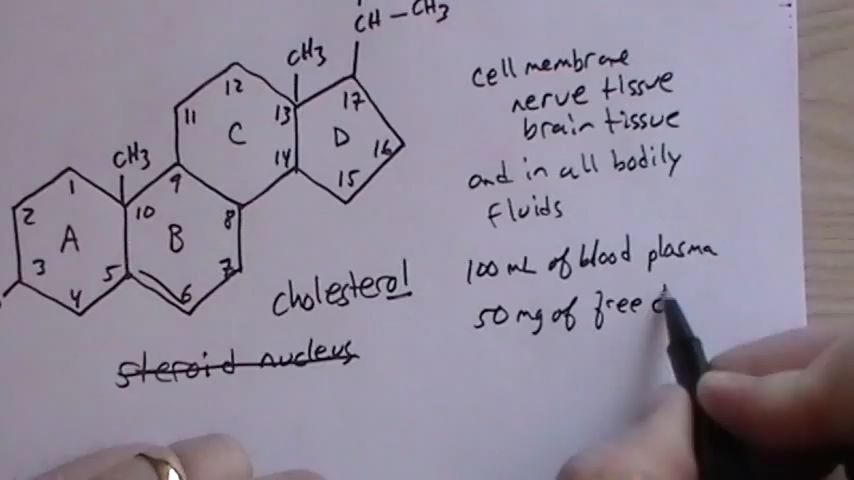 CH - CH3
CH3
12
11
13
17
C
D
16
14
CH3
15
9
1
2
10
8
A
B
3
5
7
4
6
cholesterol
steroid nucleus
cell membrane
nerve tissue
brain tissue
and in all bodily
fluids
100 mL of blood plasma
50 mg of free